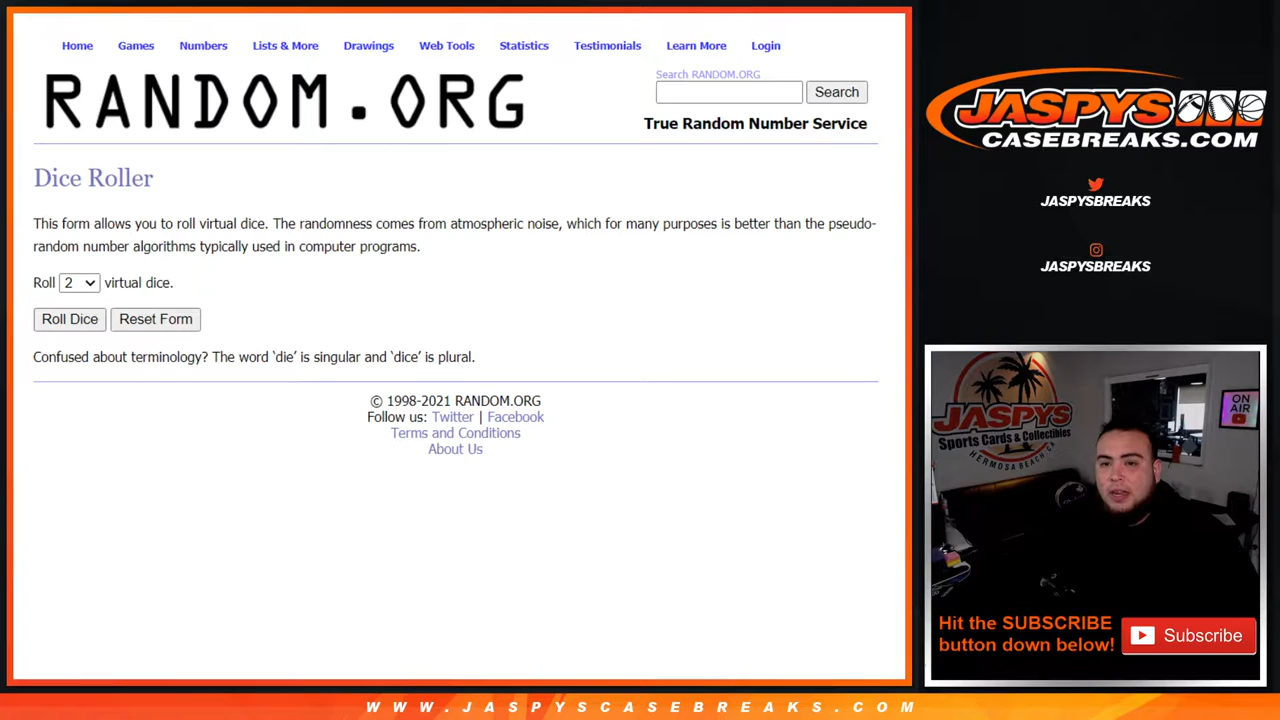 Home Games Numbers Lists & More Drawings Web Tools Statistics Testimonials Learn More Login
RANDOM.ORG
Search RANDOM.ORG
Search
True Random Number Service
Dice Roller
This form allows you to roll virtual dice. The randomness comes from atmospheric noise, which for many purposes is better than the pseudo-
random number algorithms typically used in computer programs.
Roll 2 virtual dice.
Roll Dice Reset Form
Confused about terminology? The word ‘die’ is singular and ‘dice’ is plural.
© 1998-2021 RANDOM.ORG
Follow us: Twitter | Facebook
Terms and Conditions
About Us
JASPYS
CASEBREAKS.COM
JASPYSBREAKS
JASPYSBREAKS
JASPYS
Sports Cards & Collectibles
HERMOSA BEACH, CA
ON
AIR
Hit the SUBSCRIBE
button down below!
Subscribe
WWW.JASPYSCASEBREAKS.COM